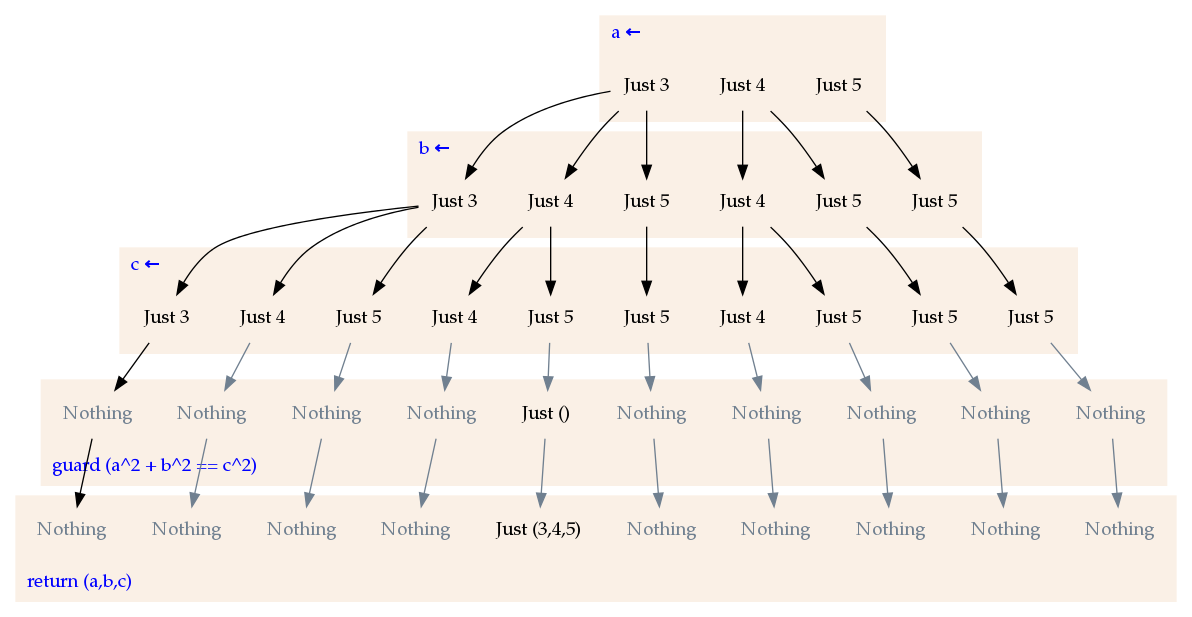 a ←
Just 3 Just 4 Just 5
b ←
Just 3 Just 4 Just 5 Just 4 Just 5 Just 5
c ←
Just 3 Just 4 Just 5 Just 4 Just 5 Just 5 Just 4 Just 5 Just 5 Just 5
Nothing Nothing Nothing Nothing Just () Nothing Nothing Nothing Nothing Nothing
guard (a^2 + b^2 == c^2)
Nothing Nothing Nothing Nothing Just (3,4,5) Nothing Nothing Nothing Nothing Nothing
return (a,b,c)